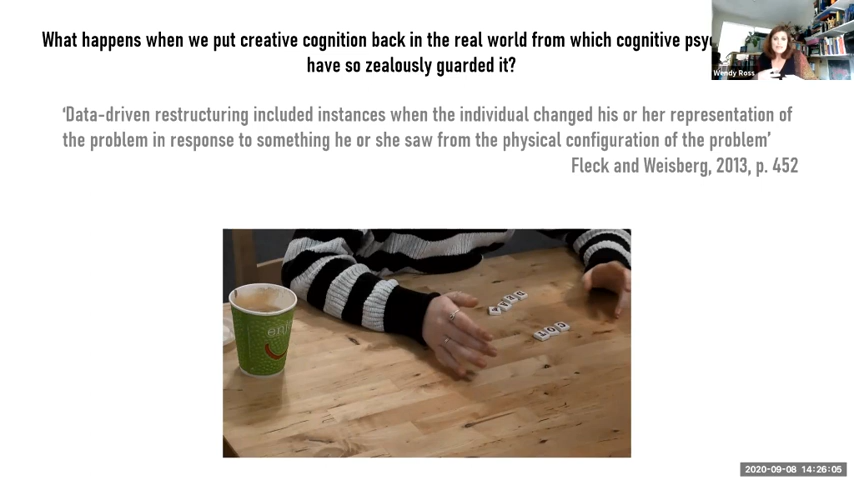 What happens when we put creative cognition back in the real world from which cognitive
have so zealously guarded it?
Wendy Ross
'Data-driven restructuring included instances when the individual changed his or her representation of
the problem in response to something he or she saw from the physical configuration of the problem'
Fleck and Weisberg, 2013, p. 452
2020-09-08 14:26:05